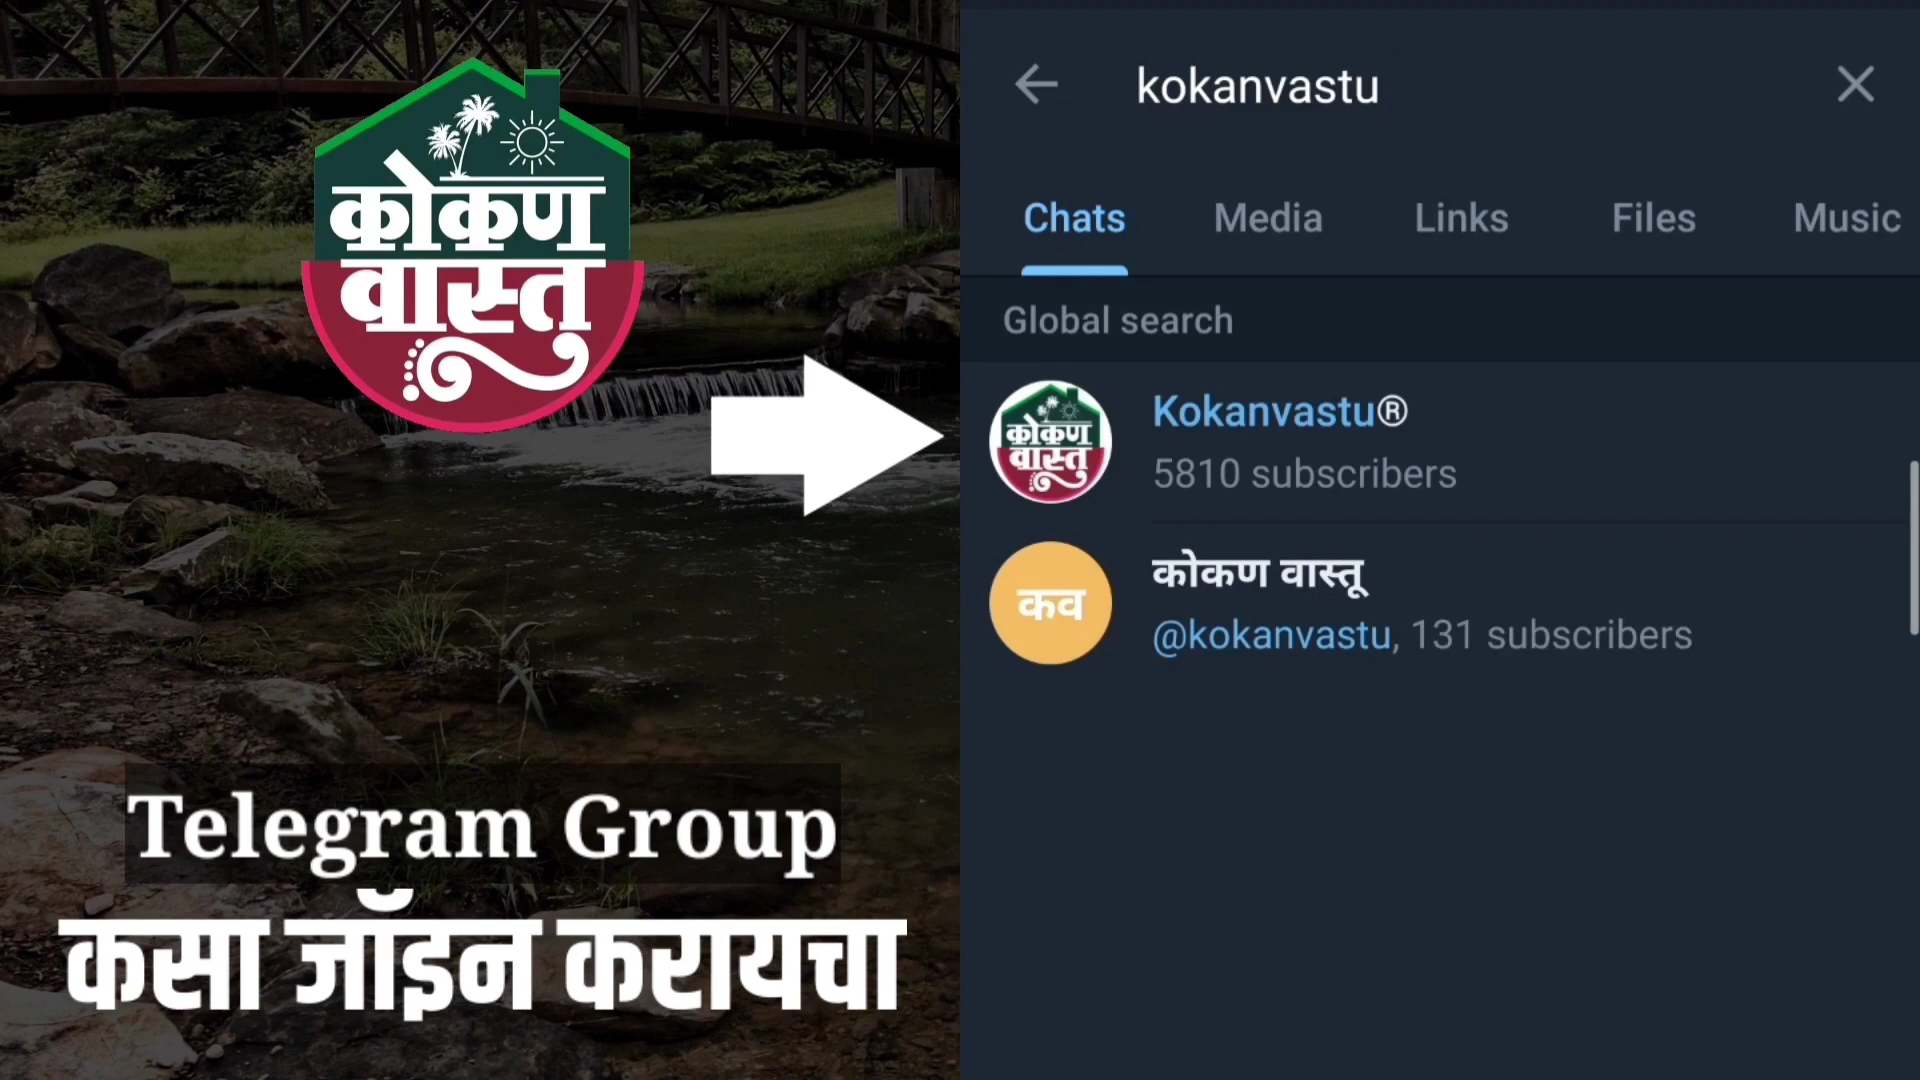 कोकण
वास्तु
Telegram Group
कसा जॉइन करायचा
kokanvastu
Chats Media Links Files Music
Global search
कोकण
वास्तु
Kokanvastu®
5810 subscribers
कव
कोकण वास्तू
@kokanvastu, 131 subscribers